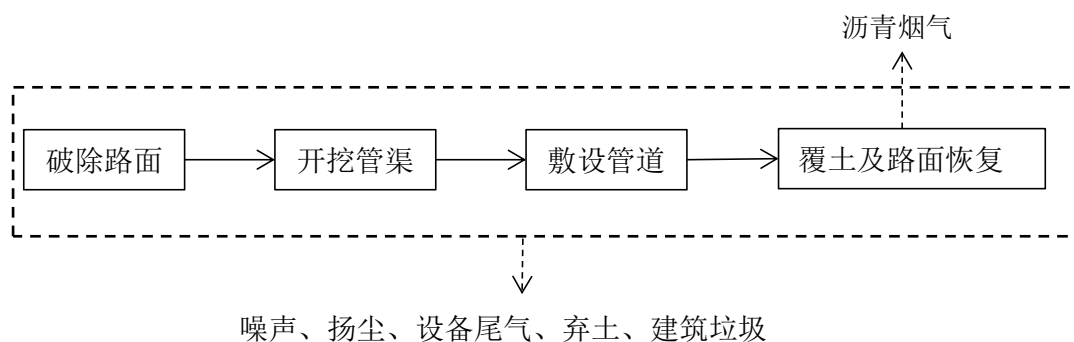 沥青烟气
破除路面
开挖管渠
敷设管道
覆土及路面恢复
噪声、扬尘、设备尾气、弃土、建筑垃圾